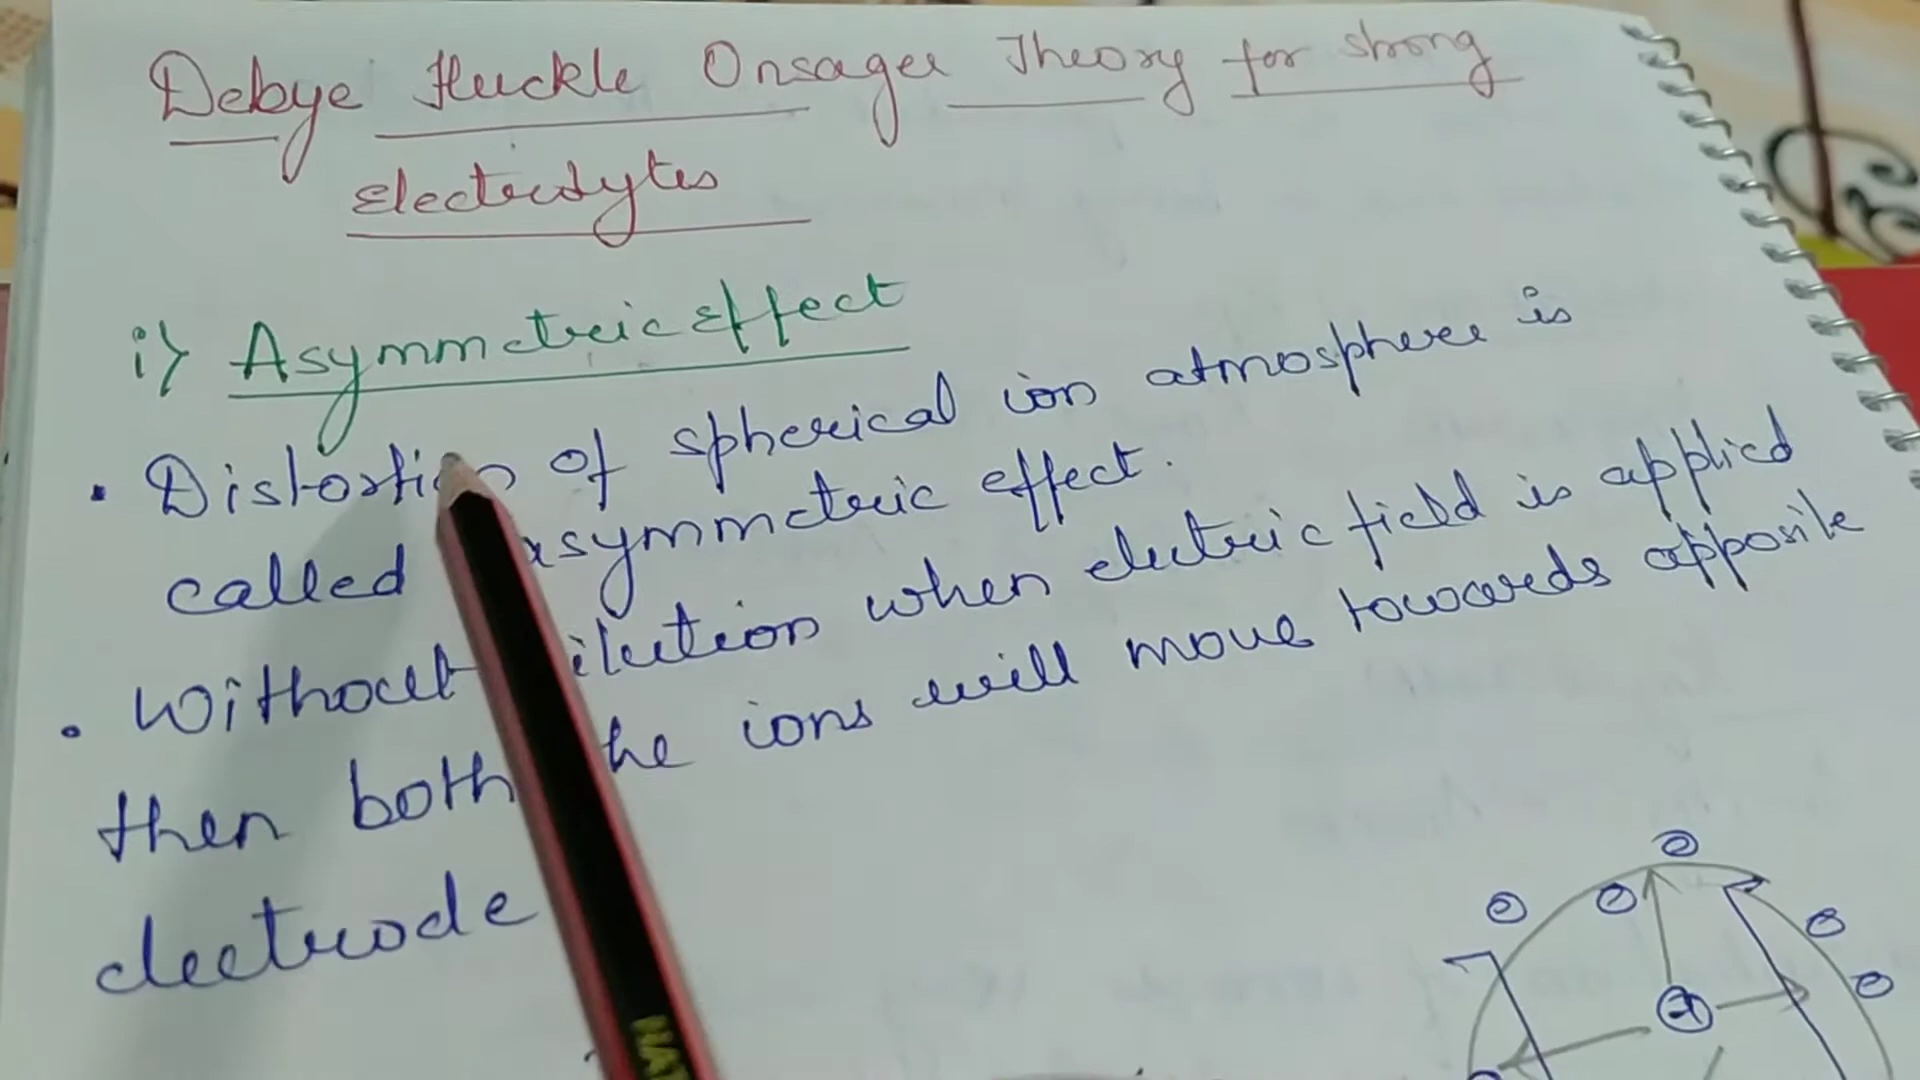 Debye Huckle Onsager Theory for strong
Electrolytes
i) Asymmetric Effect
• Distortion of spherical ion atmosphere is
called asymmetric effect.
• Without dilution when electric field is applied
then both the ions will move towards opposite
electrode
NAT